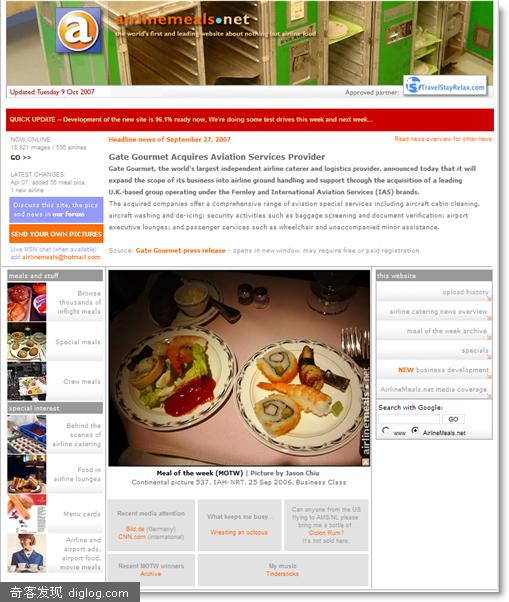 airlinemeals•net
the world's first and leading website about nothing but airline food
Updated: Tuesday 9 Oct 2007
Approved partner:
TravelStayRelax.com
QUICK UPDATE -- Development of the new site is 96.1% ready now, We're doing some test drives this week and next week...
NOW ONLINE:
18,821 images / 536 airlines
GO >>
LATEST CHANGES:
Apr 07: added 56 meal pics,
1 new airline
Discuss this site, the pics
and news in our forum
SEND YOUR OWN PICTURES
Live MSN chat (when available)
add airlinemeals@hotmail.com
Headline news of September 27, 2007
Read news overview for other news
Gate Gourmet Acquires Aviation Services Provider
Gate Gourmet, the world's largest independent airline caterer and logistics provider, announced today that it will
expand the scope of its business into airline ground handling and support through the acquisition of a leading
U.K.-based group operating under the Fernley and International Aviation Services (IAS) brands.
The acquired companies offer a comprehensive range of aviation special services including aircraft cabin cleaning,
aircraft washing and de-icing; security activities such as baggage screening and document verification; airport
executive lounges; and passenger services such as wheelchair and unaccompanied minor assistance.
Source: Gate Gourmet press release - opens in new window, may require free or paid registration
meals and stuff
Browse
thousands of
inflight meals
Special meals
Crew meals
special interest
Behind the
scenes of
airline catering
Food in
airline lounges
Menu cards
Airline and
airport ads,
airport food,
movie meals
airlinemeals.net
Meal of the week (MOTW) | Picture by Jason Chiu
Continental picture 537, IAH-NRT, 25 Sep 2006, Business Class
Recent media attention
Bild.de (Germany)
CNN.com (international)
What keeps me busy...
Wrestling an octopus
Can anyone from the US
flying to AMS/NL please
bring me a bottle of
Cruzan Rum?
It's not sold here.
Recent MOTW winners
Archive
My music
Tindersticks
this website
upload history
airline catering news overview
meal of the week archive
specials
NEW business development
AirlineMeals.net media coverage
Search with Google:
GO
www
AirlineMeals.net
奇客发现 diglog.com